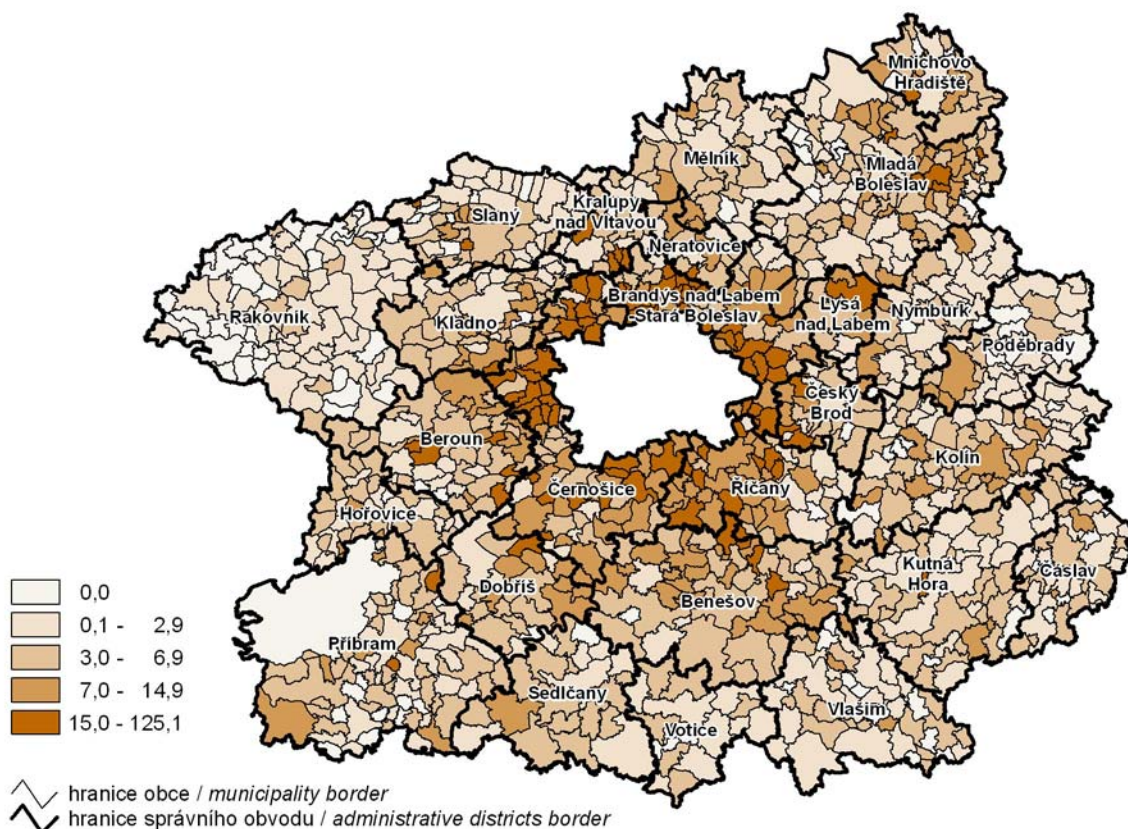 Mnichovo
Hradiště
Mělník
Mladá
Boleslav
Slaný
Kralupy
nad Vltavou
Neratovice
Rakovník
Kladno
Brandýs nad Labem
Stará Boleslav
Lysá
nad Labem
Nymburk
Poděbrady
Český
Brod
Beroun
Kolín
Černošice
Říčany
Hořovice
Kutná
Hora
Čáslav
Dobříš
Benešov
Příbram
Sedlčany
Votice
Vlašim
0,0
0,1 - 2,9
3,0 - 6,9
7,0 - 14,9
15,0 - 125,1
hranice obce / municipality border
hranice správního obvodu / administrative districts border